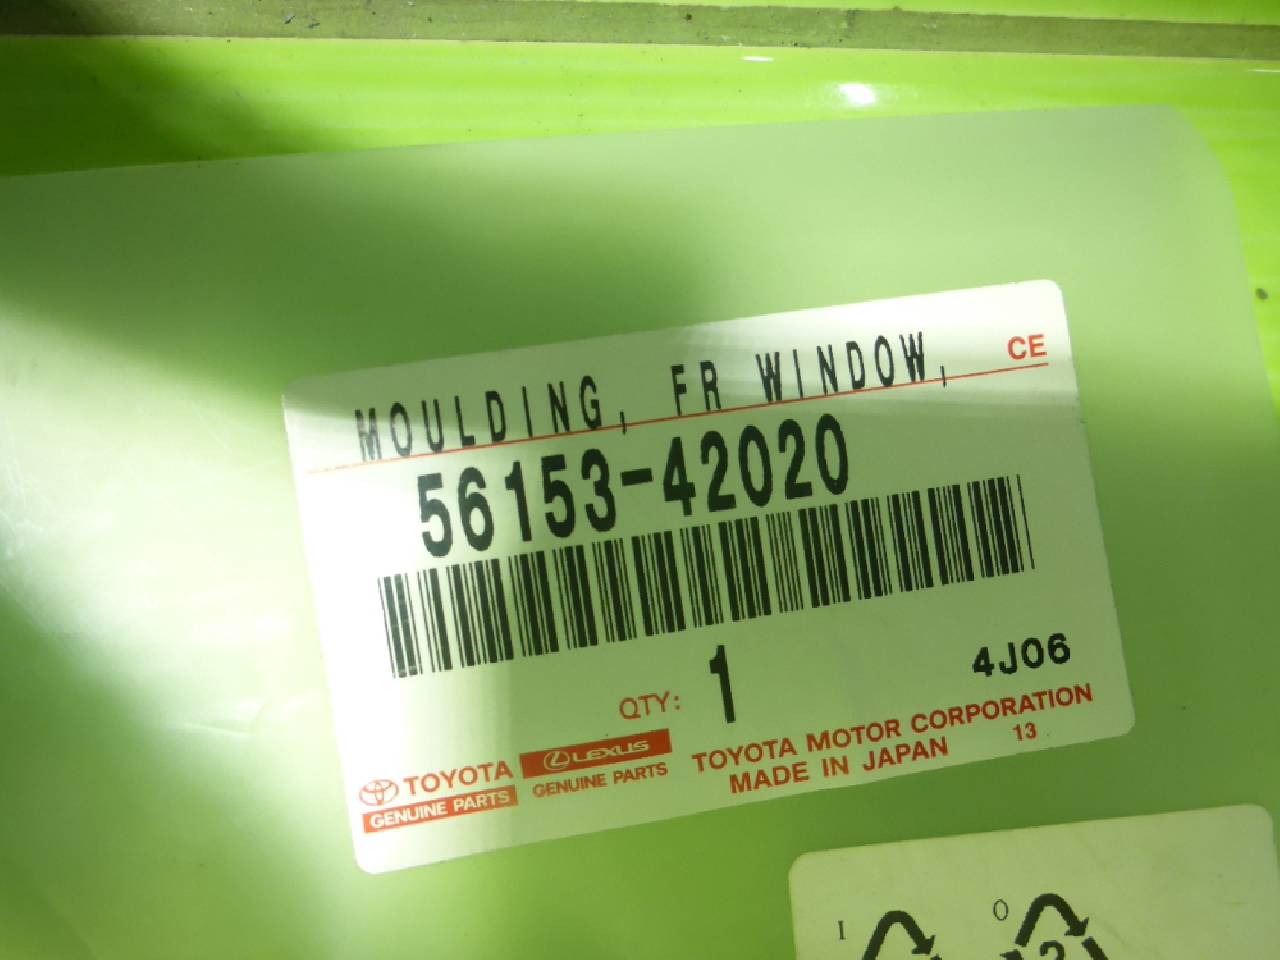 MOULDING, FR WINDOW,
CE
56153-42020
QTY: 1
4J06
TOYOTA
GENUINE PARTS
LEXUS
GENUINE PARTS
TOYOTA MOTOR CORPORATION
MADE IN JAPAN
13
I
O
2